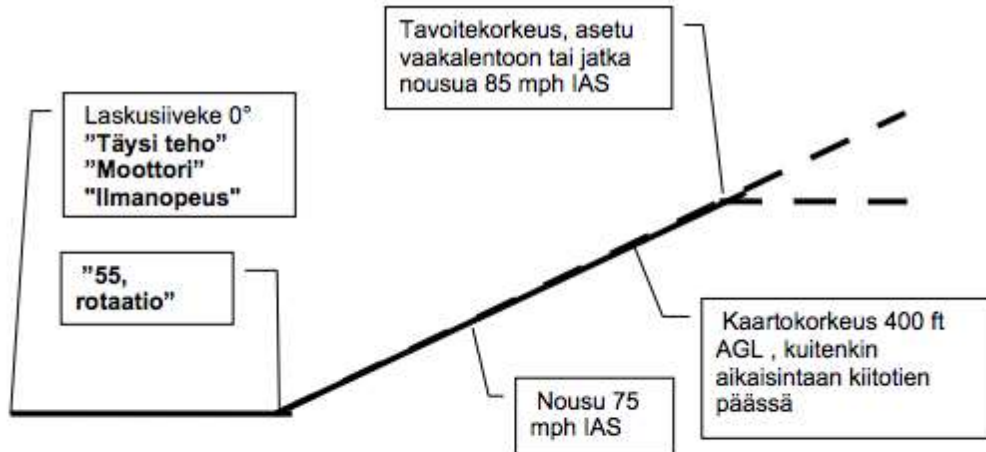 Tavoitekorkeus, asetu
vaakalentoon tai jatka
nousua 85 mph IAS
Laskusiiveke 0°
”Täysi teho”
”Moottori”
"Ilmanopeus"
”55,
rotaatio”
Kaartokorkeus 400 ft
AGL , kuitenkin
aikaisintaan kiitotien
päässä
Nousu 75
mph IAS